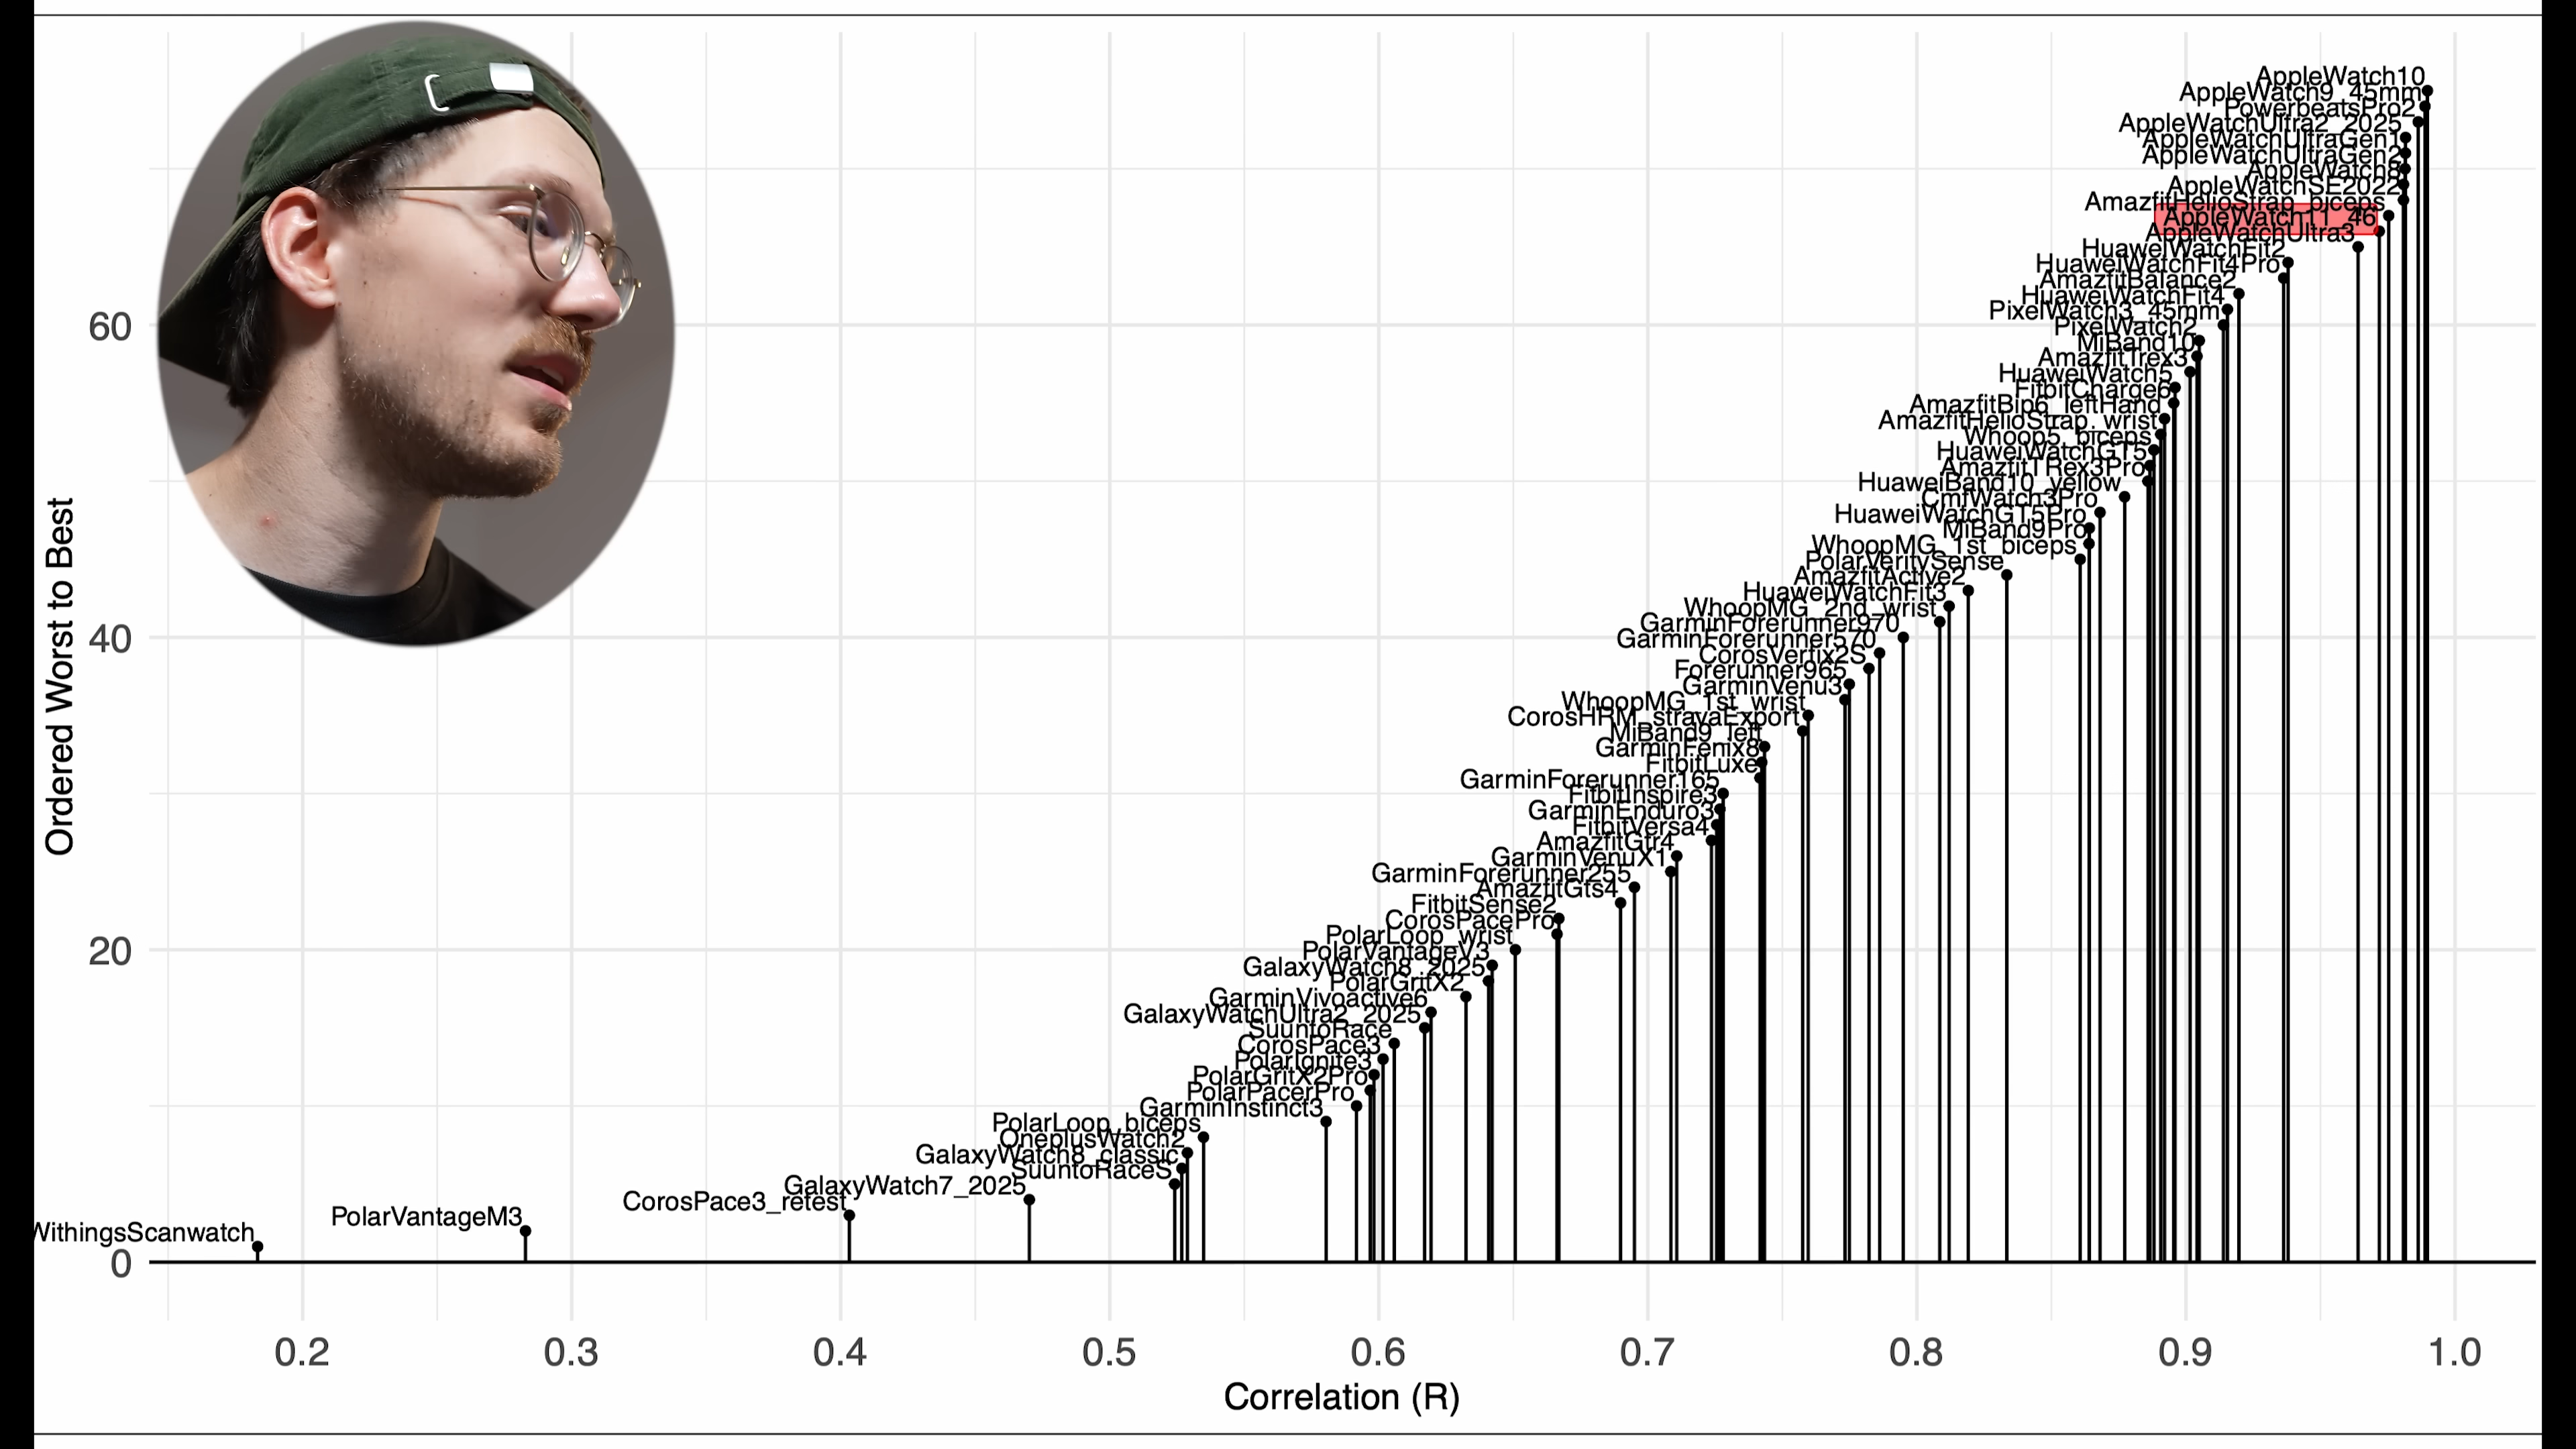 AppleWatch10
AppleWatch9_45mm
PowerbeatsPro2
AppleWatchUltra2_2025
AppleWatchUltraGen1
AppleWatchUltraGen2
AppleWatch8
AppleWatchSE2022
AmazfitHelioStrap_biceps
AppleWatch11_46
AppleWatchUltra3
HuaweiWatchFit2
HuaweiWatchFit4Pro
AmazfitBalance2
HuaweiWatchFit4
PixelWatch3_45mm
60
PixelWatch2
MiBand10
AmazfitTrex3
HuaweiWatch5
FitbitCharge6
AmazfitBip6_leftHand
AmazfitHelioStrap_wrist
Whoop5_biceps
HuaweiWatchGT5
AmazfitTRex3Pro
HuaweiBand10_yellow
CmfWatch3Pro
HuaweiWatchGT5Pro
MiBand9Pro
WhoopMG_1st_biceps
PolarVeritySense
AmazfitActive2
HuaweiWatchFit3
WhoopMG_2nd_wrist
GarminForerunner970
40
GarminForerunner570
CorosVertix2S
Forerunner965
GarminVenu3
WhoopMG_1st_wrist
CorosHRM_stravaExport
MiBand9_left
GarminFenix8
FitbitLuxe
GarminForerunner165
FitbitInspire3
GarminEnduro3
FitbitVersa4
AmazfitGtr4
GarminVenuX1
GarminForerunner255
AmazfitGts4
FitbitSense2
CorosPacePro
PolarLoop_wrist
20
PolarVantageV3
GalaxyWatch8_2025
PolarGritX2
GarminVivoactive6
GalaxyWatchUltra2_2025
SuuntoRace
CorosPace3
PolarIgnite3
PolarGritX2Pro
PolarPacerPro
GarminInstinct3
PolarLoop_biceps
OneplusWatch2
GalaxyWatch8_classic
SuuntoRaceS
GalaxyWatch7_2025
CorosPace3_retest
PolarVantageM3
WithingsScanwatch
0
Ordered Worst to Best
0.2 0.3 0.4 0.5 0.6 0.7 0.8 0.9 1.0
Correlation (R)